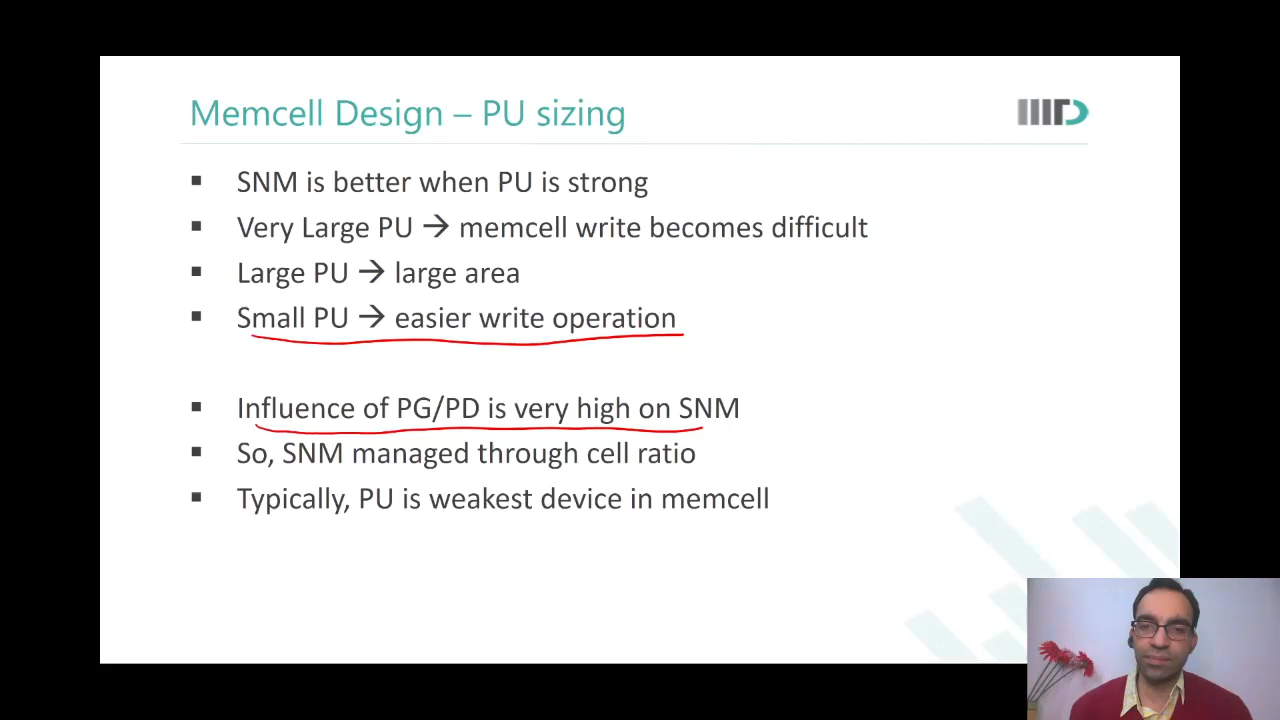 Memcell Design – PU sizing
IIITD
▪ SNM is better when PU is strong
▪ Very Large PU → memcell write becomes difficult
▪ Large PU → large area
▪ Small PU → easier write operation
▪ Influence of PG/PD is very high on SNM
▪ So, SNM managed through cell ratio
▪ Typically, PU is weakest device in memcell